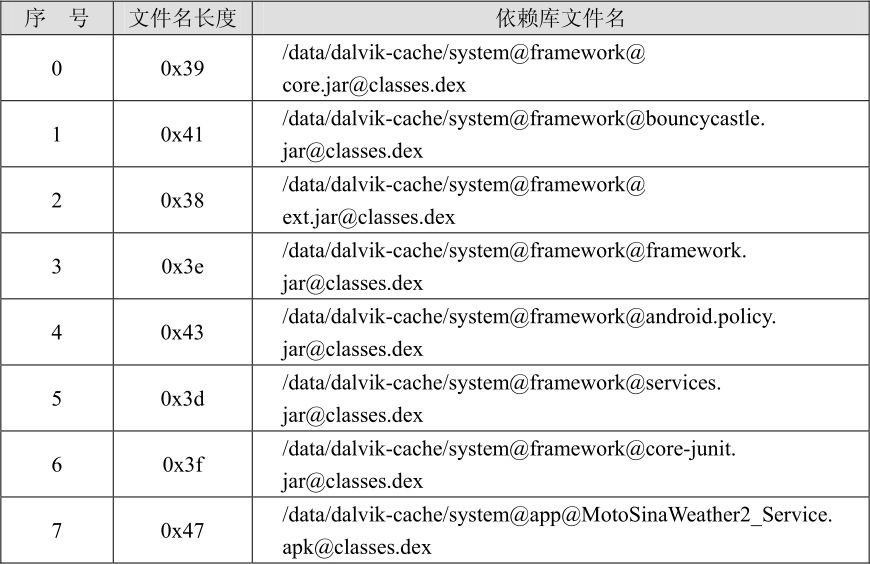 序 号 文件名长度 依赖库文件名
0 0x39 /data/dalvik-cache/system@framework@
core.jar@classes.dex
1 0x41 /data/dalvik-cache/system@framework@bouncycastle.
jar@classes.dex
2 0x38 /data/dalvik-cache/system@framework@
ext.jar@classes.dex
3 0x3e /data/dalvik-cache/system@framework@framework.
jar@classes.dex
4 0x43 /data/dalvik-cache/system@framework@android.policy.
jar@classes.dex
5 0x3d /data/dalvik-cache/system@framework@services.
jar@classes.dex
6 0x3f /data/dalvik-cache/system@framework@core-junit.
jar@classes.dex
7 0x47 /data/dalvik-cache/system@app@MotoSinaWeather2_Service.
apk@classes.dex